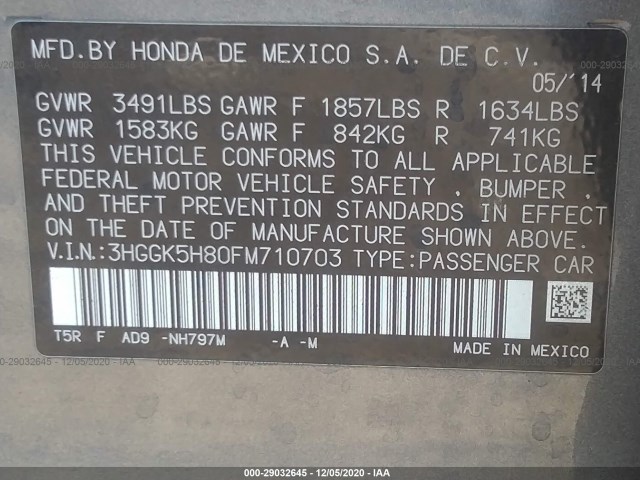 MFD.BY HONDA DE MEXICO S.A. DE C.V.
05/'14
GVWR 3491LBS GAWR F 1857LBS R 1634LBS
GVWR 1583KG GAWR F 842KG R 741KG
THIS VEHICLE CONFORMS TO ALL APPLICABLE
FEDERAL MOTOR VEHICLE SAFETY , BUMPER ,
AND THEFT PREVENTION STANDARDS IN EFFECT
ON THE DATE OF MANUFACTURE SHOWN ABOVE.
V.I.N.:3HGGK5H80FM710703 TYPE:PASSENGER CAR
T5R F AD9 -NH797M -A -M
MADE IN MEXICO
000-29032645 - 12/05/2020 - IAA